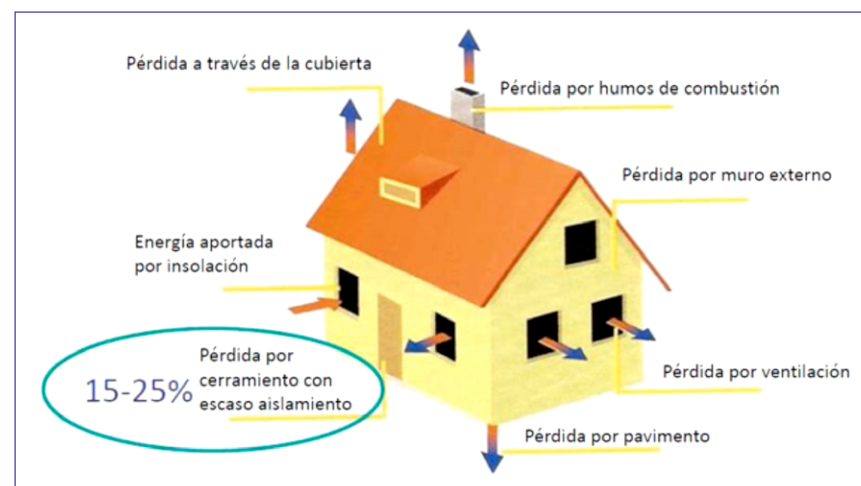 Pérdida a través de la cubierta
Pérdida por humos de combustión
Pérdida por muro externo
Energía aportada
por insolación
15-25%
Pérdida por
cerramiento con
escaso aislamiento
Pérdida por ventilación
Pérdida por pavimento